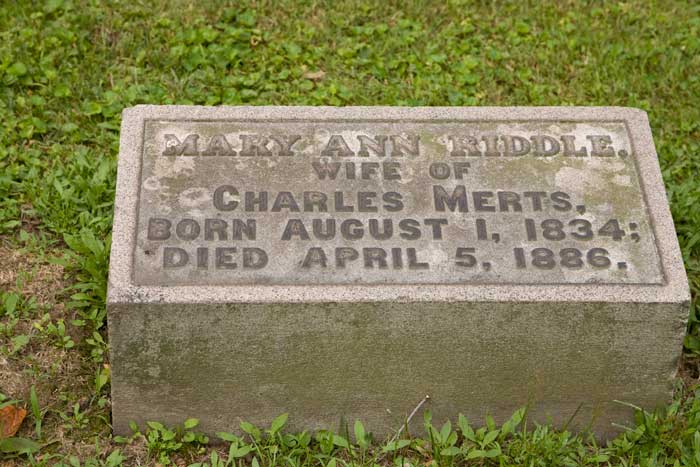 MARY ANN RIDDLE,
WIFE OF
CHARLES MERTS,
BORN AUGUST 1, 1834;
DIED APRIL 5, 1886.